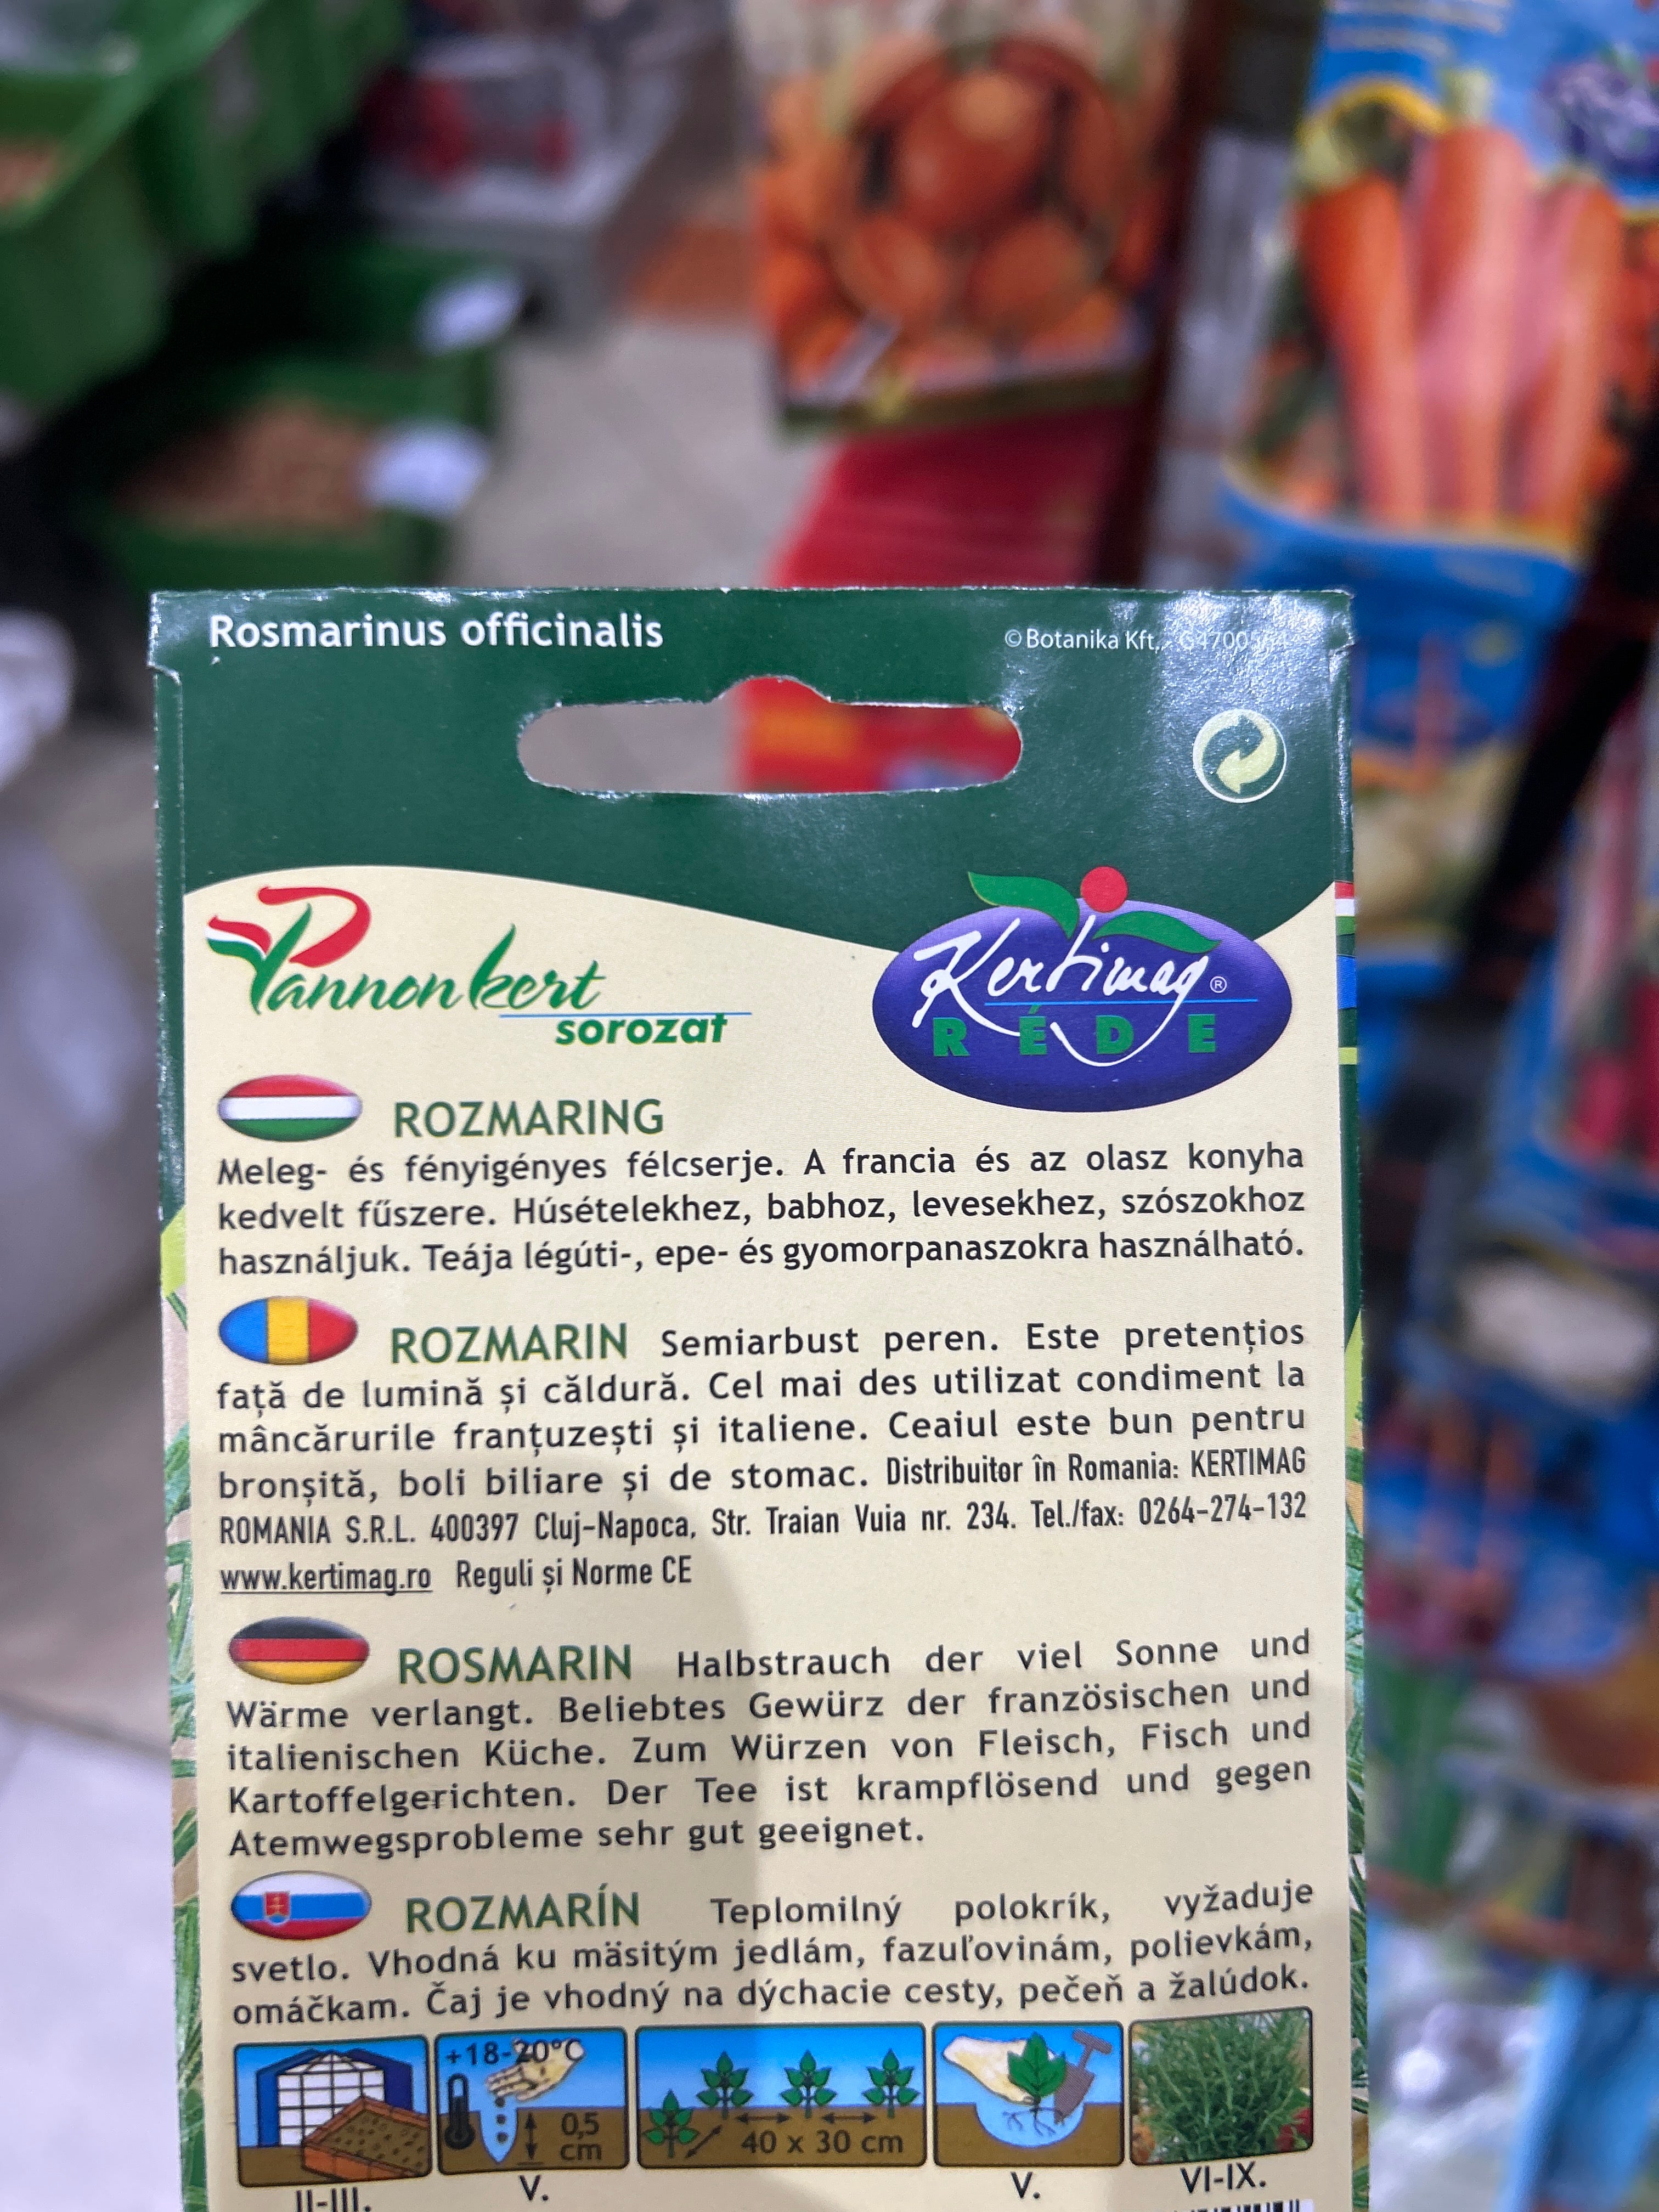 Rosmarinus officinalis
© Botanika Kft.
Pannonkert
sorozat
Kertimag®
RÉDE
ROZMARING
Meleg- és fényigényes félcserje. A francia és az olasz konyha
kedvelt fűszere. Húsételekhez, babhoz, levesekhez, szószokhoz
használjuk. Teája légúti-, epe- és gyomorpanaszokra használható.
ROZMARIN Semiarbust peren. Este pretențios
față de lumină și căldură. Cel mai des utilizat condiment la
mâncărurile franțuzești și italiene. Ceaiul este bun pentru
bronșită, boli biliare și de stomac. Distribuitor în Romania: KERTIMAG
ROMANIA S.R.L. 400397 Cluj-Napoca, Str. Traian Vuia nr. 234. Tel./fax: 0264-274-132
www.kertimag.ro Reguli și Norme CE
ROSMARIN Halbstrauch der viel Sonne und
Wärme verlangt. Beliebtes Gewürz der französischen und
italienischen Küche. Zum Würzen von Fleisch, Fisch und
Kartoffelgerichten. Der Tee ist krampflösend und gegen
Atemwegsprobleme sehr gut geeignet.
ROZMARÍN Teplomilný polokrík, vyžaduje
svetlo. Vhodná ku mäsitým jedlám, fazuľovinám, polievkám,
omáčkam. Čaj je vhodný na dýchacie cesty, pečeň a žalúdok.
+18-20°C
0,5
cm
40 x 30 cm
II-III.
V.
V.
VI-IX.